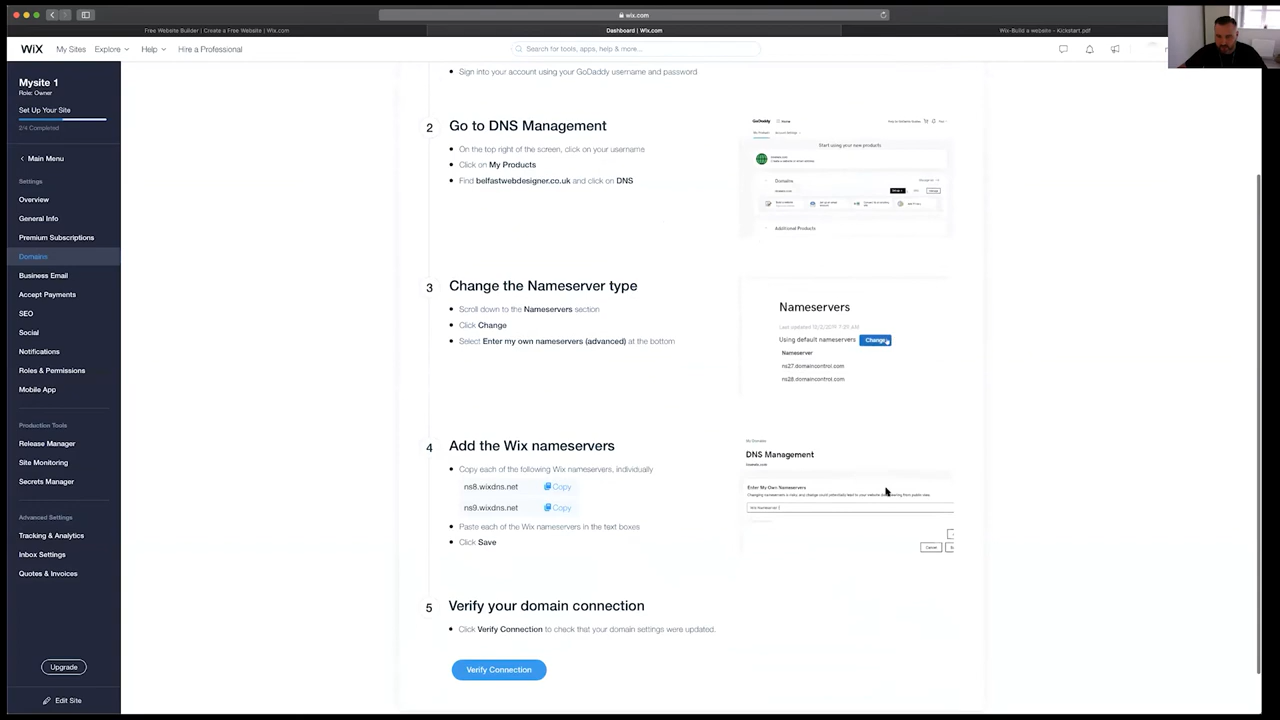 wix.com
Free Website Builder | Create a Free Website | Wix.com
Dashboard | Wix.com
Wix-Build a website - Kickstart.pdf
WiX
My Sites
Explore
Help
Hire a Professional
Search for tools, apps, help & more...
Mysite 1
Role: Owner
Set Up Your Site
2/4 Completed
Main Menu
Settings
Overview
General Info
Premium Subscriptions
Domains
Business Email
Accept Payments
SEO
Social
Notifications
Roles & Permissions
Mobile App
Production Tools
Release Manager
Site Monitoring
Secrets Manager
Advanced Settings
Tracking & Analytics
Inbox Settings
Quotes & Invoices
Upgrade
Edit Site
Sign into your account using your GoDaddy username and password
2
Go to DNS Management
On the top right of the screen, click on your username
Click on My Products
Find belfastwebdesigner.co.uk and click on DNS
GoDaddy
Start using your new products
Domains
Additional Products
3
Change the Nameserver type
Scroll down to the Nameservers section
Click Change
Select Enter my own nameservers (advanced) at the bottom
Nameservers
Using default nameservers
Change
Nameserver
ns27.domaincontrol.com
ns28.domaincontrol.com
4
Add the Wix nameservers
Copy each of the following Wix nameservers, individually
ns8.wixdns.net Copy
ns9.wixdns.net Copy
Paste each of the Wix nameservers in the text boxes
Click Save
DNS Management
Enter My Own Nameservers
Cancel
5
Verify your domain connection
Click Verify Connection to check that your domain settings were updated.
Verify Connection